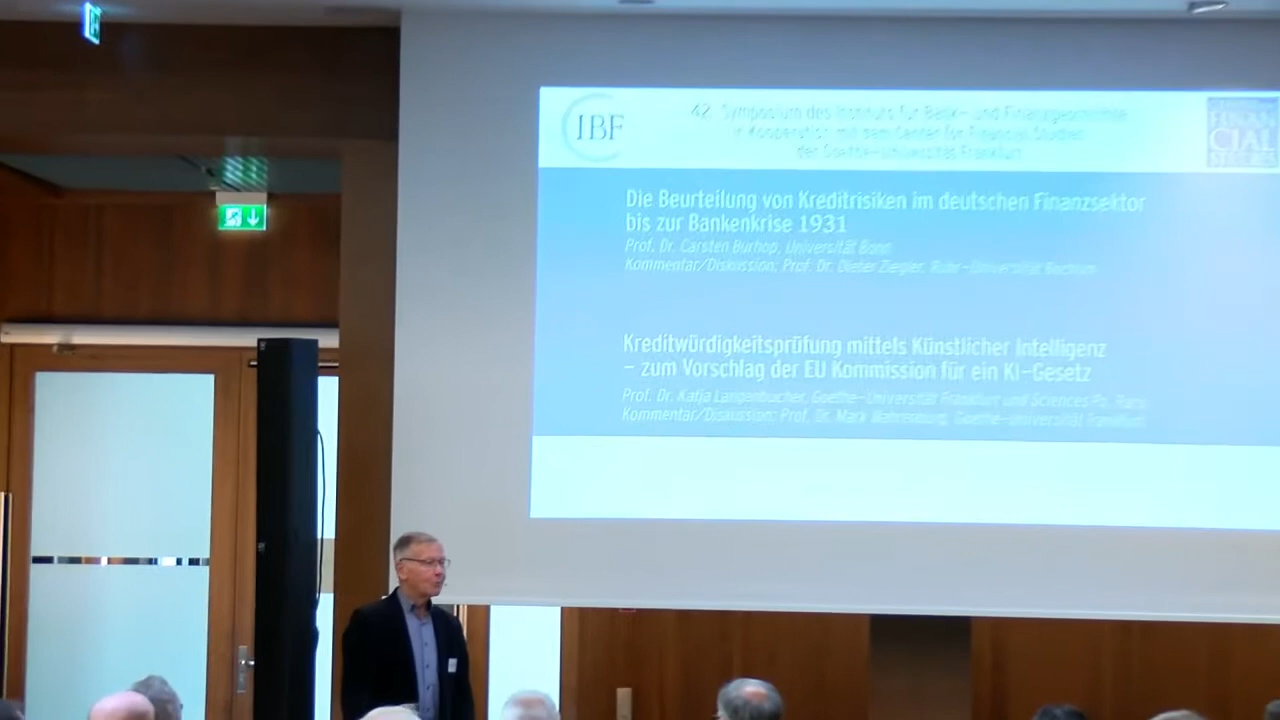 IBF
42. Symposium des Instituts für Bank- und Finanzgeschichte
in Kooperation mit dem Center for Financial Studies
der Goethe-Universität Frankfurt
FINAN
CIAL
STUDIES
Die Beurteilung von Kreditrisiken im deutschen Finanzsektor
bis zur Bankenkrise 1931
Prof. Dr. Carsten Burhop, Universität Bonn
Kommentar/Diskussion: Prof. Dr. Dieter Ziegler, Ruhr-Universität Bochum
Kreditwürdigkeitsprüfung mittels Künstlicher Intelligenz
– zum Vorschlag der EU Kommission für ein KI-Gesetz
Prof. Dr. Katja Langenbucher, Goethe-Universität Frankfurt und Sciences Po, Paris
Kommentar/Diskussion: Prof. Dr. Mark Wahrenburg, Goethe-Universität Frankfurt